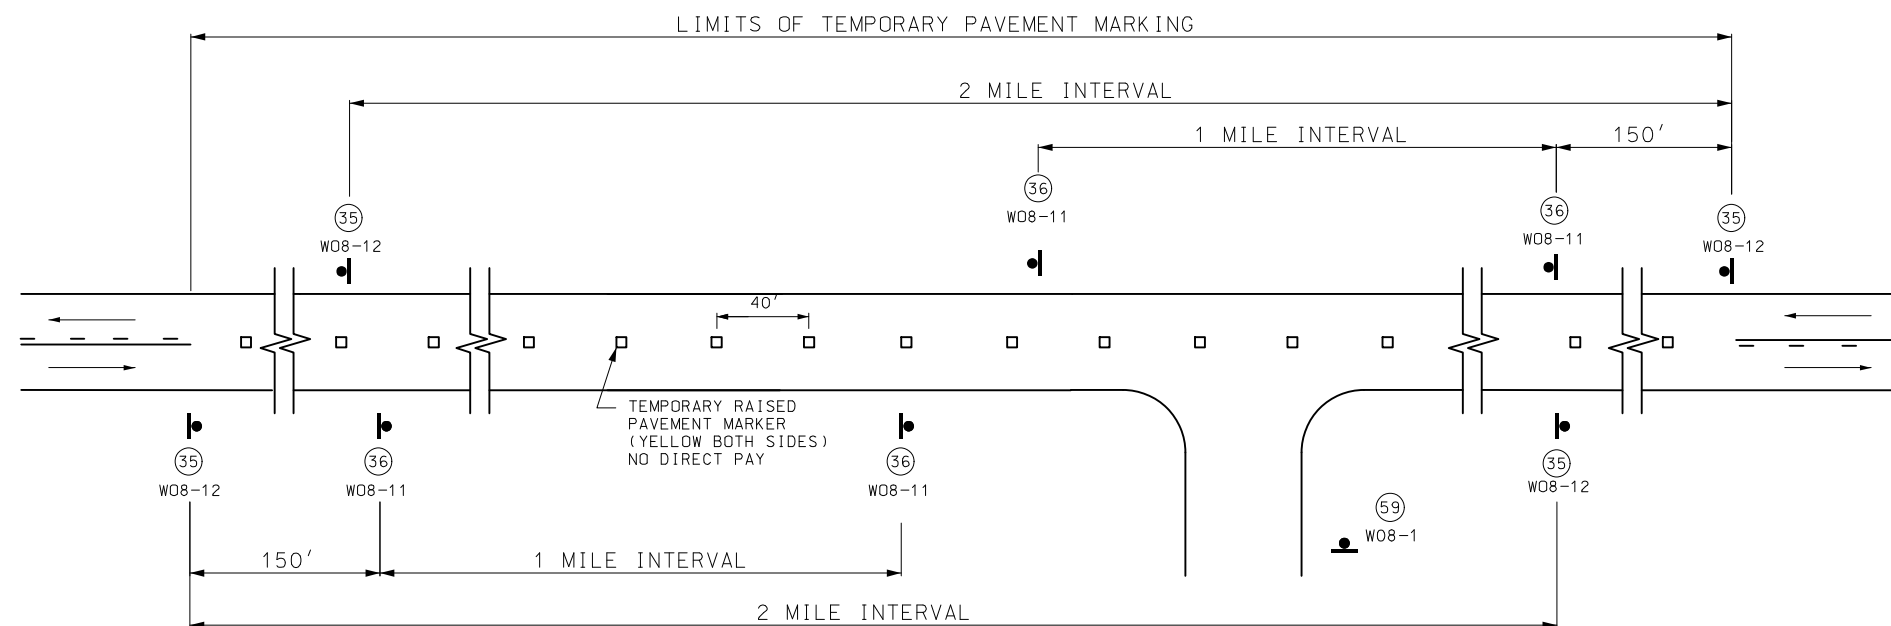 LIMITS OF TEMPORARY PAVEMENT MARKING
2 MILE INTERVAL
1 MILE INTERVAL
150'
36
WO8-11
35
WO8-12
36
WO8-11
35
WO8-12
40'
TEMPORARY RAISED
PAVEMENT MARKER
(YELLOW BOTH SIDES)
NO DIRECT PAY
35
WO8-12
36
WO8-11
36
WO8-11
35
WO8-12
59
WO8-1
150'
1 MILE INTERVAL
2 MILE INTERVAL